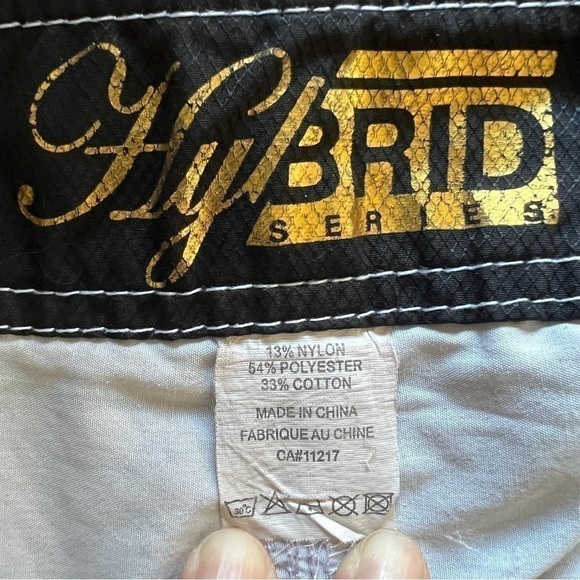 HyBRID
SERIES
13% NYLON
54% POLYESTER
33% COTTON
MADE IN CHINA
FABRIQUE AU CHINE
CA#11217
30°C